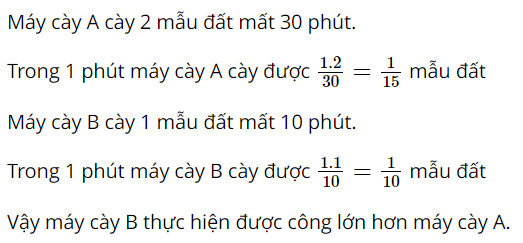 Máy cày A cày 2 mẫu đất mất 30 phút.
Trong 1 phút máy cày A cày được \frac{1.2}{30} = \frac{1}{15} mẫu đất
Máy cày B cày 1 mẫu đất mất 10 phút.
Trong 1 phút máy cày B cày được \frac{1.1}{10} = \frac{1}{10} mẫu đất
Vậy máy cày B thực hiện được công lớn hơn máy cày A.